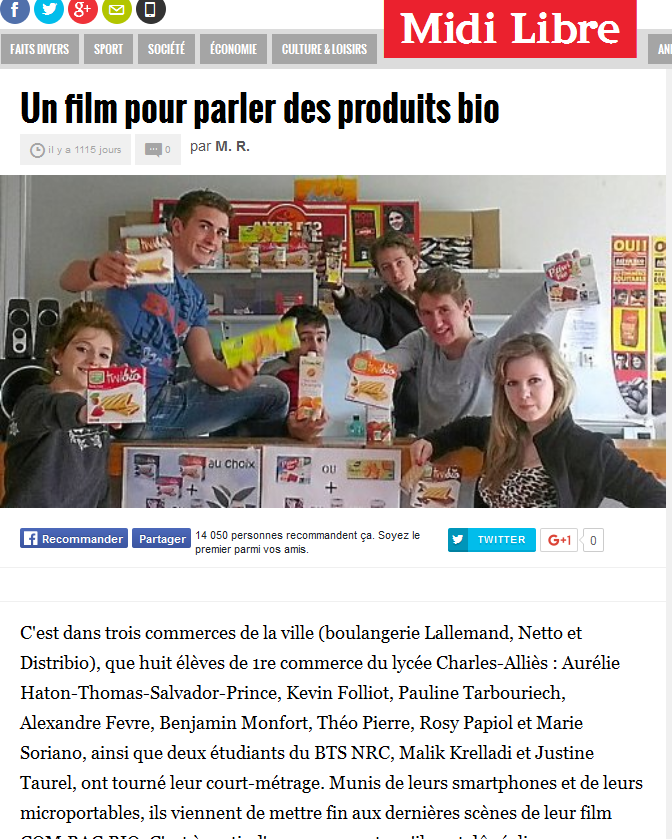 Midi Libre
FAITS DIVERS SPORT SOCIÉTÉ ÉCONOMIE CULTURE & LOISIRS AN
Un film pour parler des produits bio
il y a 1115 jours 0 par M. R.
ALTER ECO
OUI!
twibio
twibio
twibio
au choix
OU
+
+
Recommander Partager 14 050 personnes recommandent ça. Soyez le
premier parmi vos amis.
TWITTER G+1 0
C'est dans trois commerces de la ville (boulangerie Lallemand, Netto et
Distribio), que huit élèves de 1re commerce du lycée Charles-Alliès : Aurélie
Haton-Thomas-Salvador-Prince, Kevin Folliot, Pauline Tarbouriech,
Alexandre Fevre, Benjamin Monfort, Théo Pierre, Rosy Papiol et Marie
Soriano, ainsi que deux étudiants du BTS NRC, Malik Krelladi et Justine
Taurel, ont tourné leur court-métrage. Munis de leurs smartphones et de leurs
microportables, ils viennent de mettre fin aux dernières scènes de leur film